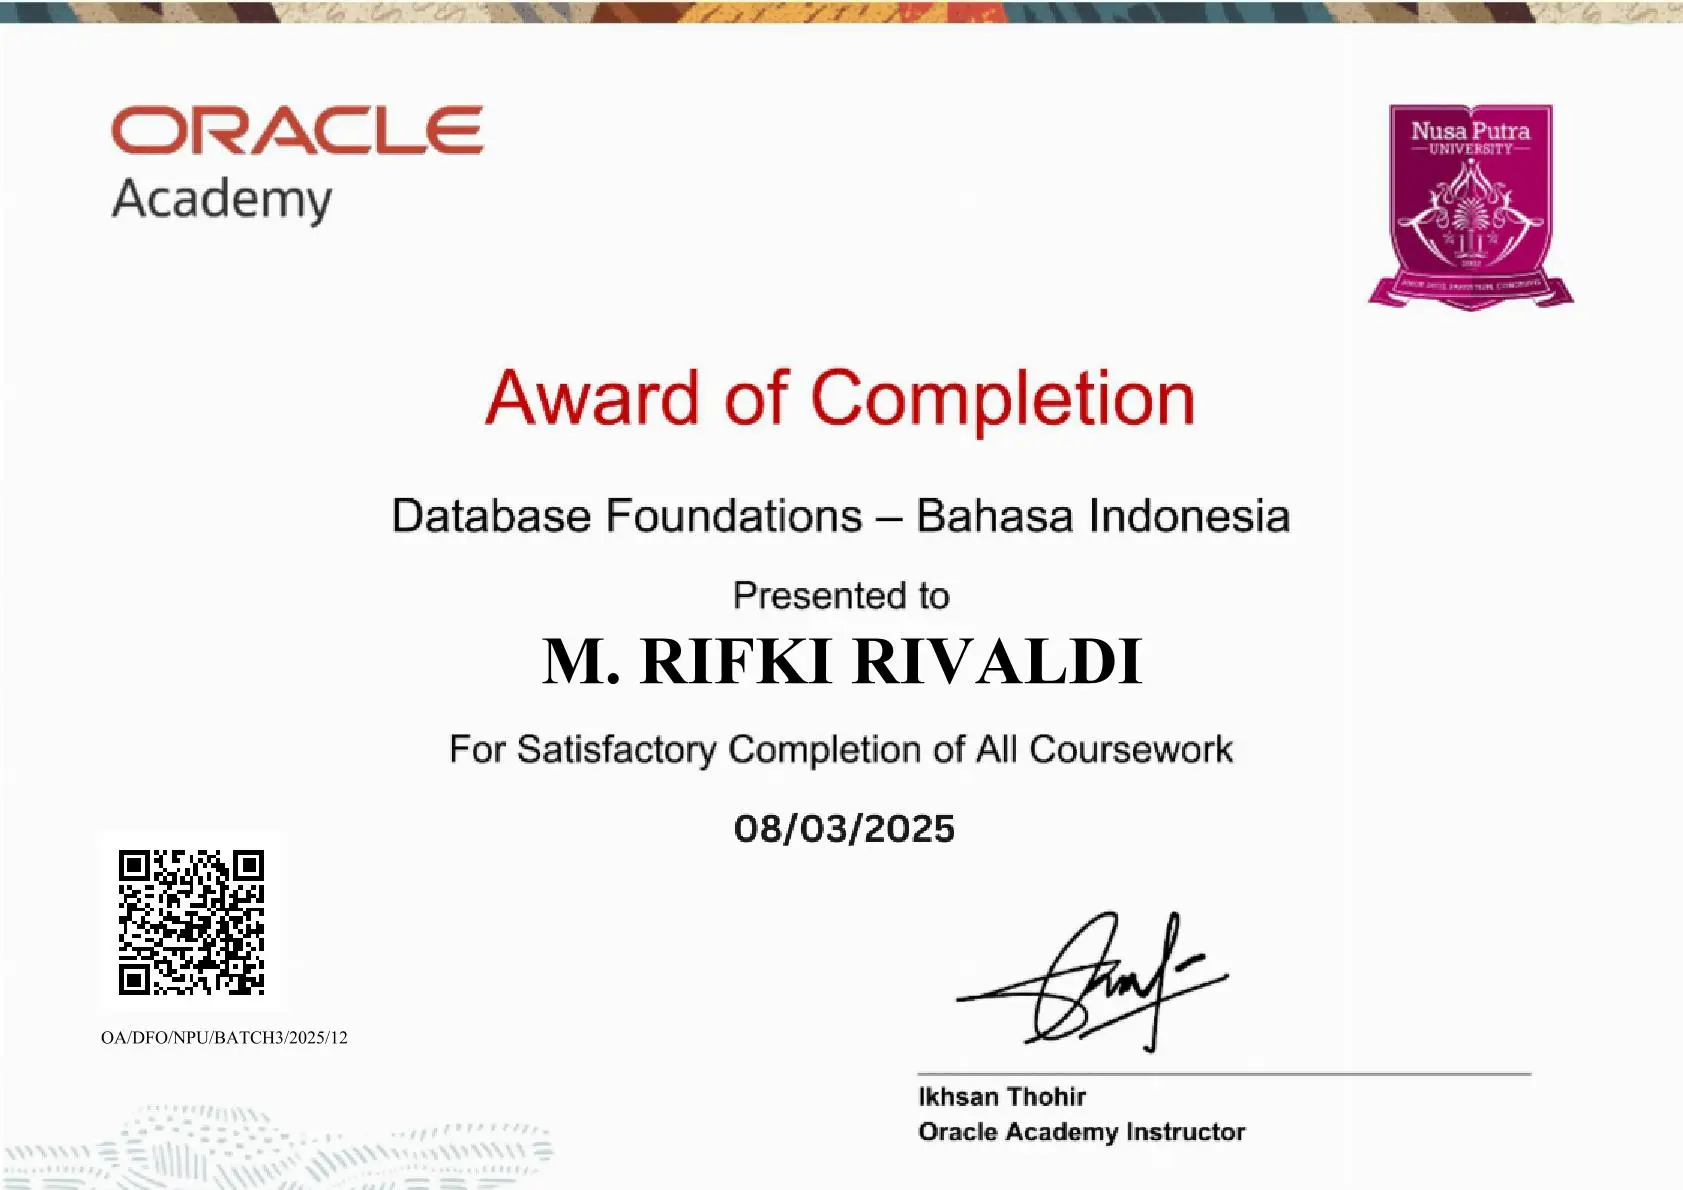 ORACLE
Academy
Nusa Putra
UNIVERSITY
Award of Completion
Database Foundations – Bahasa Indonesia
Presented to
M. RIFKI RIVALDI
For Satisfactory Completion of All Coursework
08/03/2025
OA/DFO/NPU/BATCH3/2025/12
Ikhsan Thohir
Oracle Academy Instructor